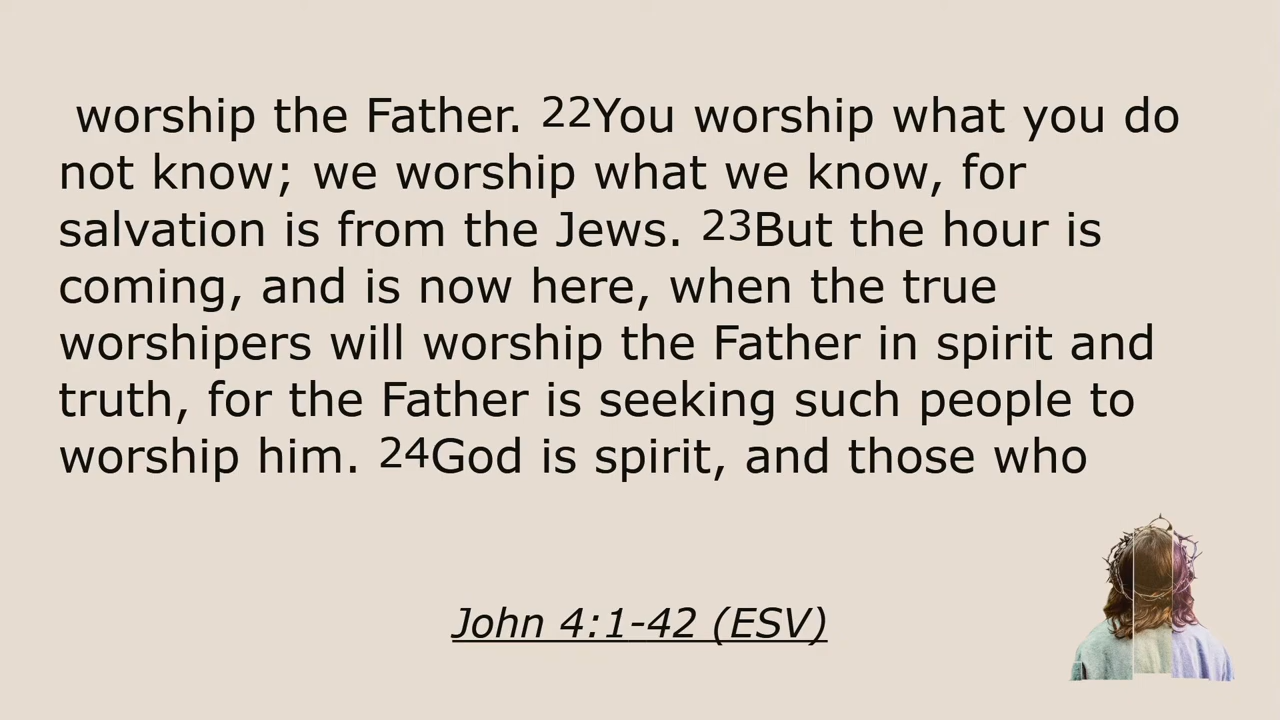 worship the Father. 22You worship what you do
not know; we worship what we know, for
salvation is from the Jews. 23But the hour is
coming, and is now here, when the true
worshipers will worship the Father in spirit and
truth, for the Father is seeking such people to
worship him. 24God is spirit, and those who
John 4:1-42 (ESV)